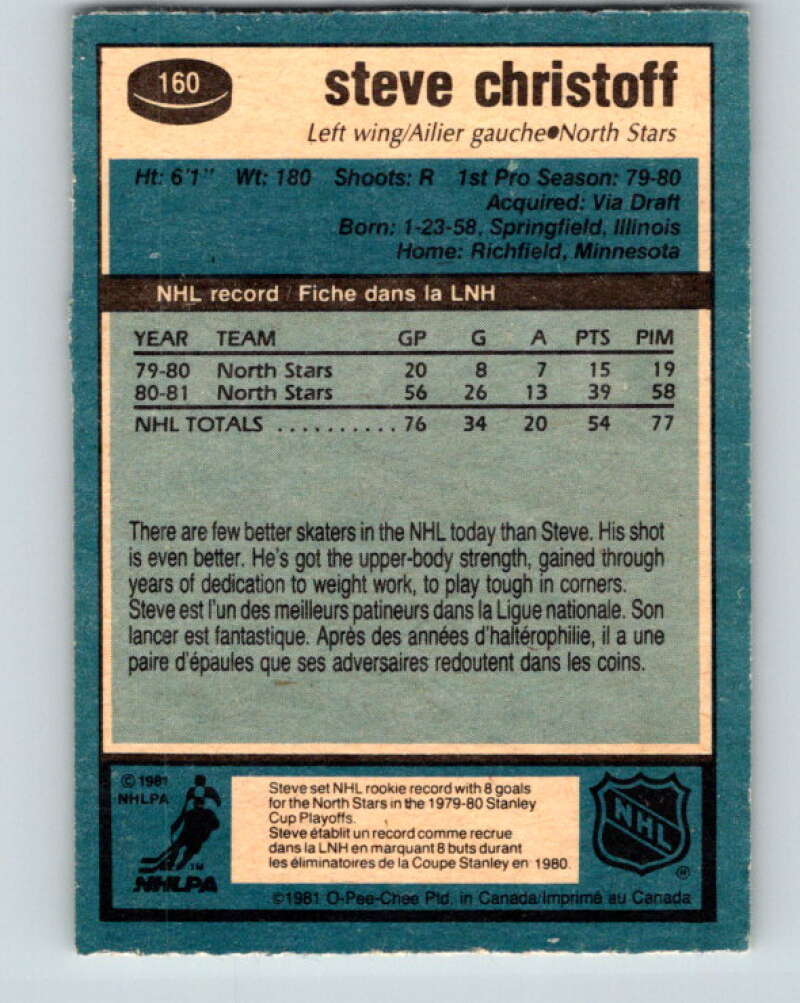 160
steve christoff
Left wing/Ailier gauche•North Stars
Ht: 6'1" Wt: 180 Shoots: R 1st Pro Season: 79-80
Acquired: Via Draft
Born: 1-23-58, Springfield, Illinois
Home: Richfield, Minnesota
NHL record / Fiche dans la LNH
YEAR TEAM GP G A PTS PIM
79-80 North Stars 20 8 7 15 19
80-81 North Stars 56 26 13 39 58
NHL TOTALS .......... 76 34 20 54 77
There are few better skaters in the NHL today than Steve. His shot
is even better. He's got the upper-body strength, gained through
years of dedication to weight work, to play tough in corners.
Steve est l'un des meilleurs patineurs dans la Ligue nationale. Son
lancer est fantastique. Après des années d'haltérophilie, il a une
paire d'épaules que ses adversaires redoutent dans les coins.
© 1981
NHLPA
TM
NHLPA
Steve set NHL rookie record with 8 goals
for the North Stars in the 1979-80 Stanley
Cup Playoffs.
Steve établit un record comme recrue
dans la LNH en marquant 8 buts durant
les éliminatoires de la Coupe Stanley en 1980.
NHL
®
©1981 O-Pee-Chee Ptd. in Canada/Imprimé au Canada